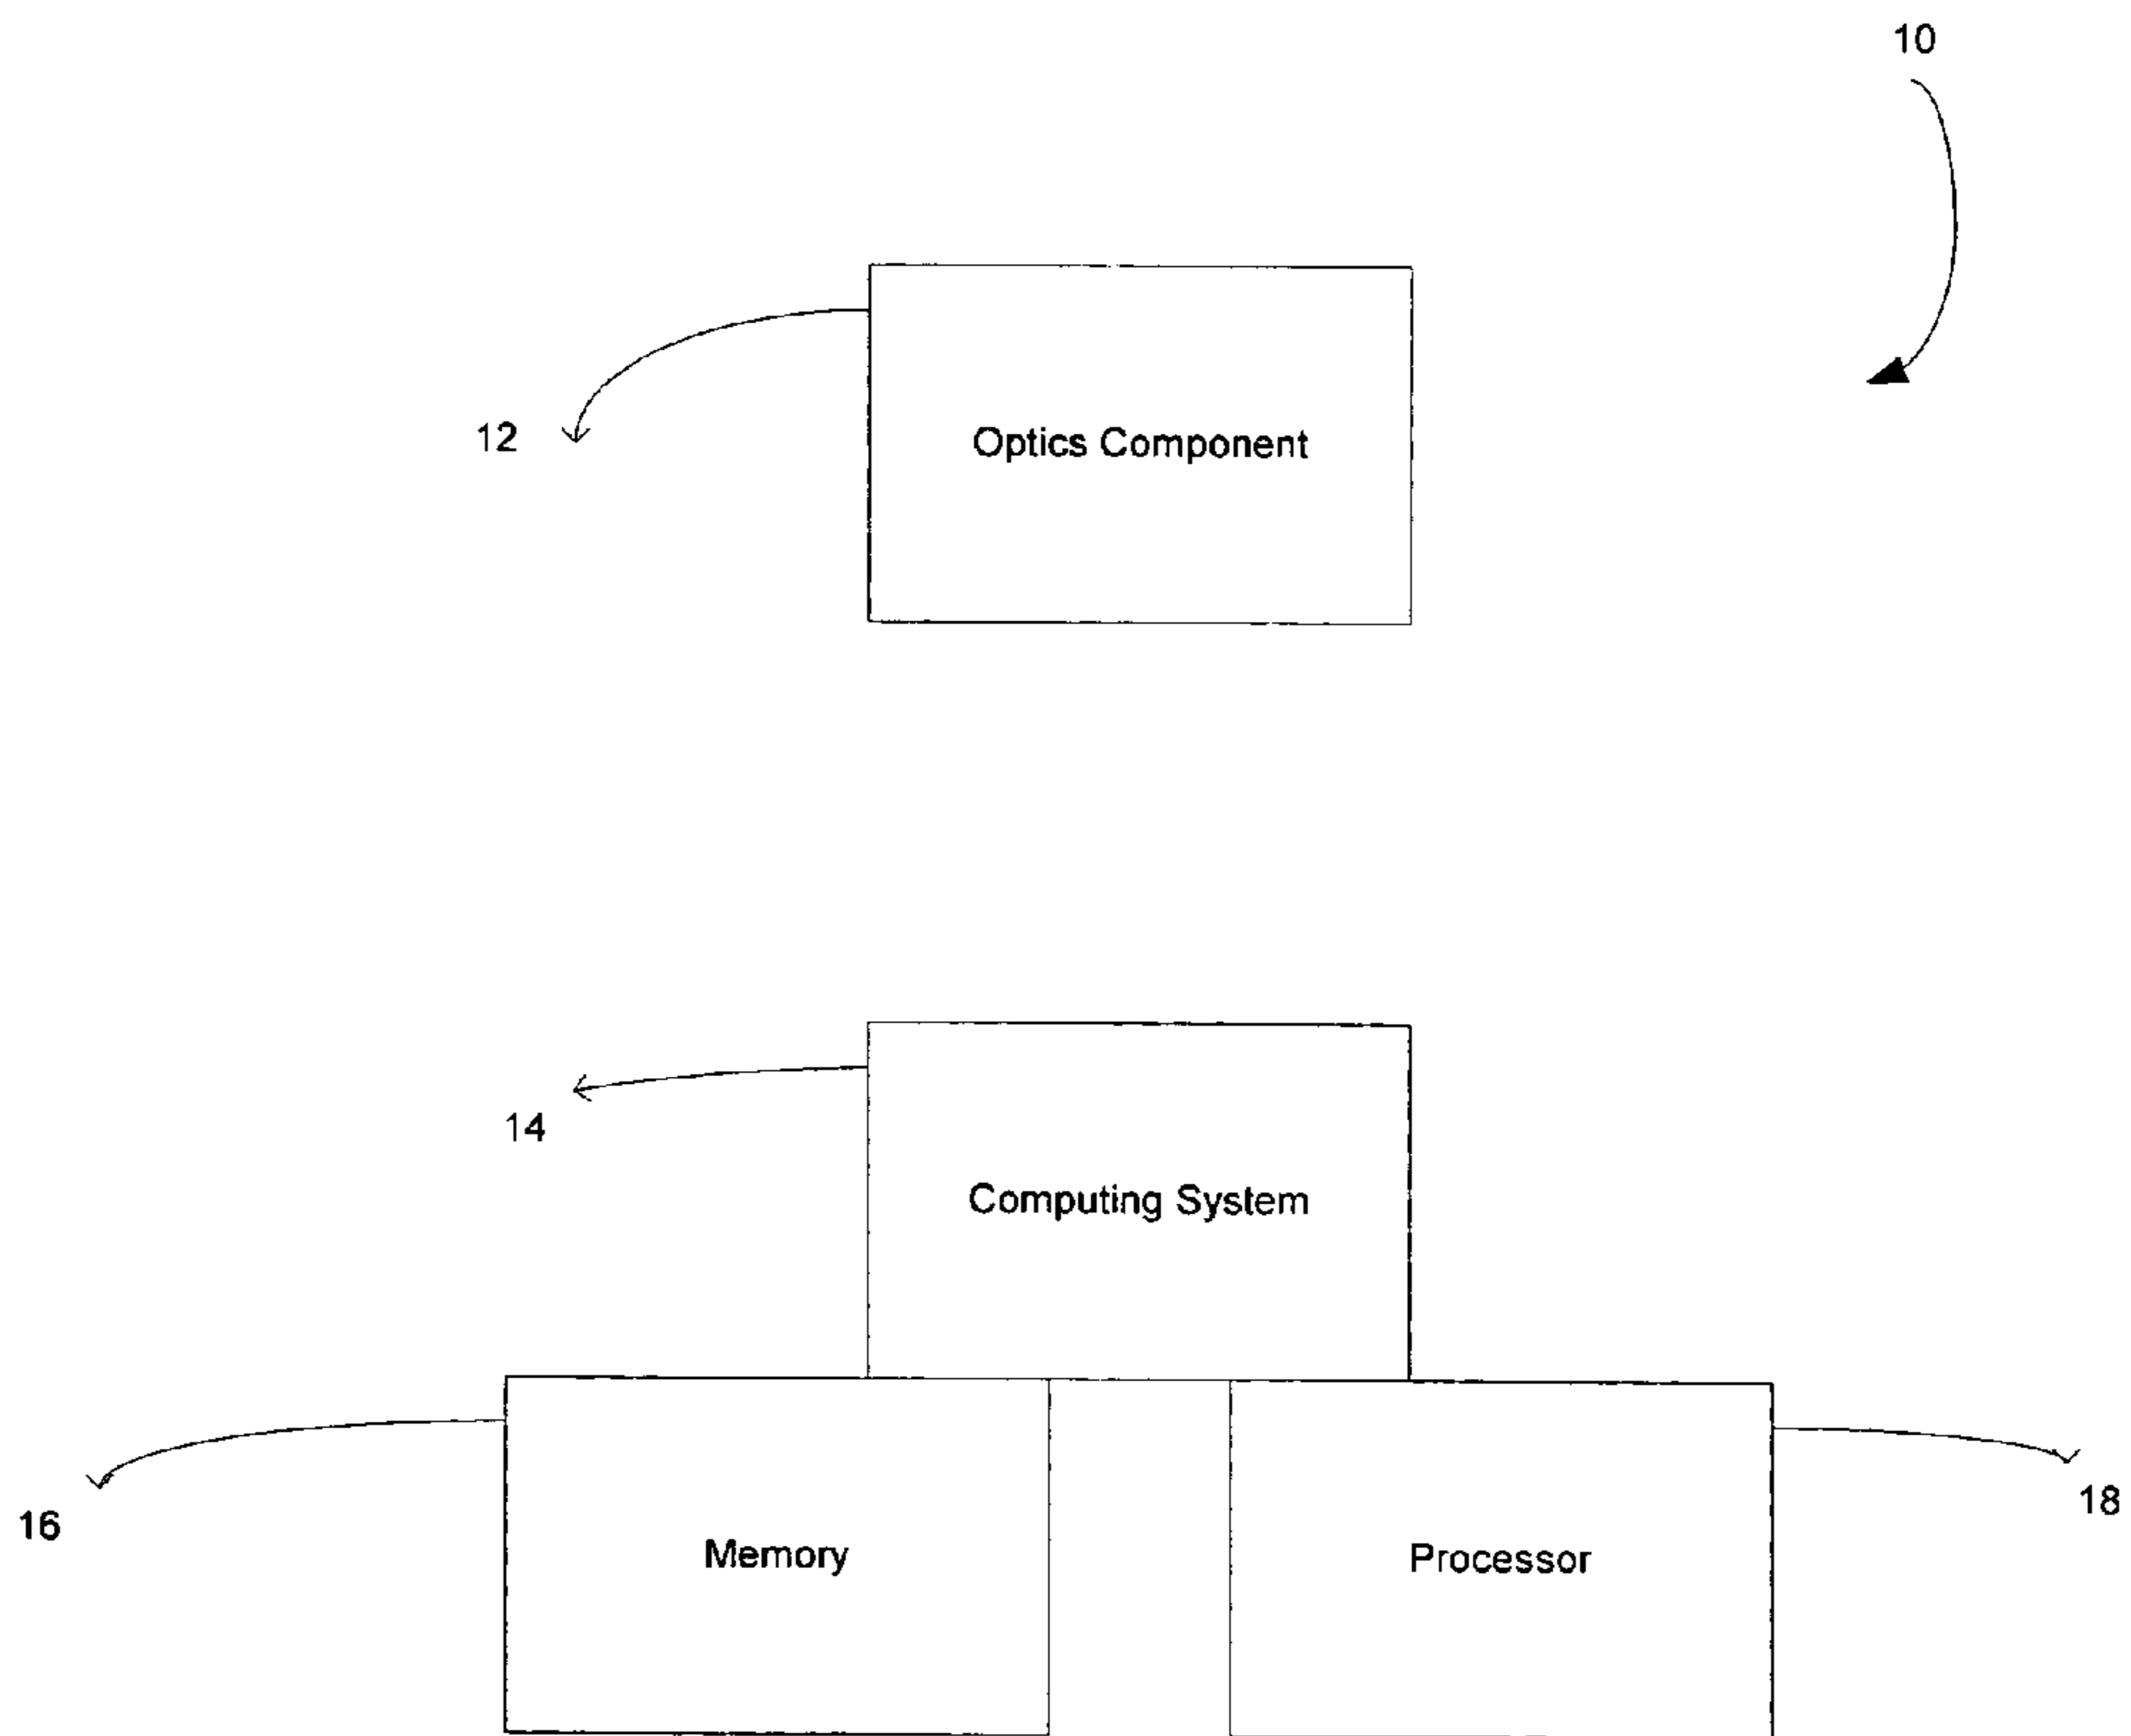 10
12
Optics Component
14
Computing System
16
Memory
Processor
18